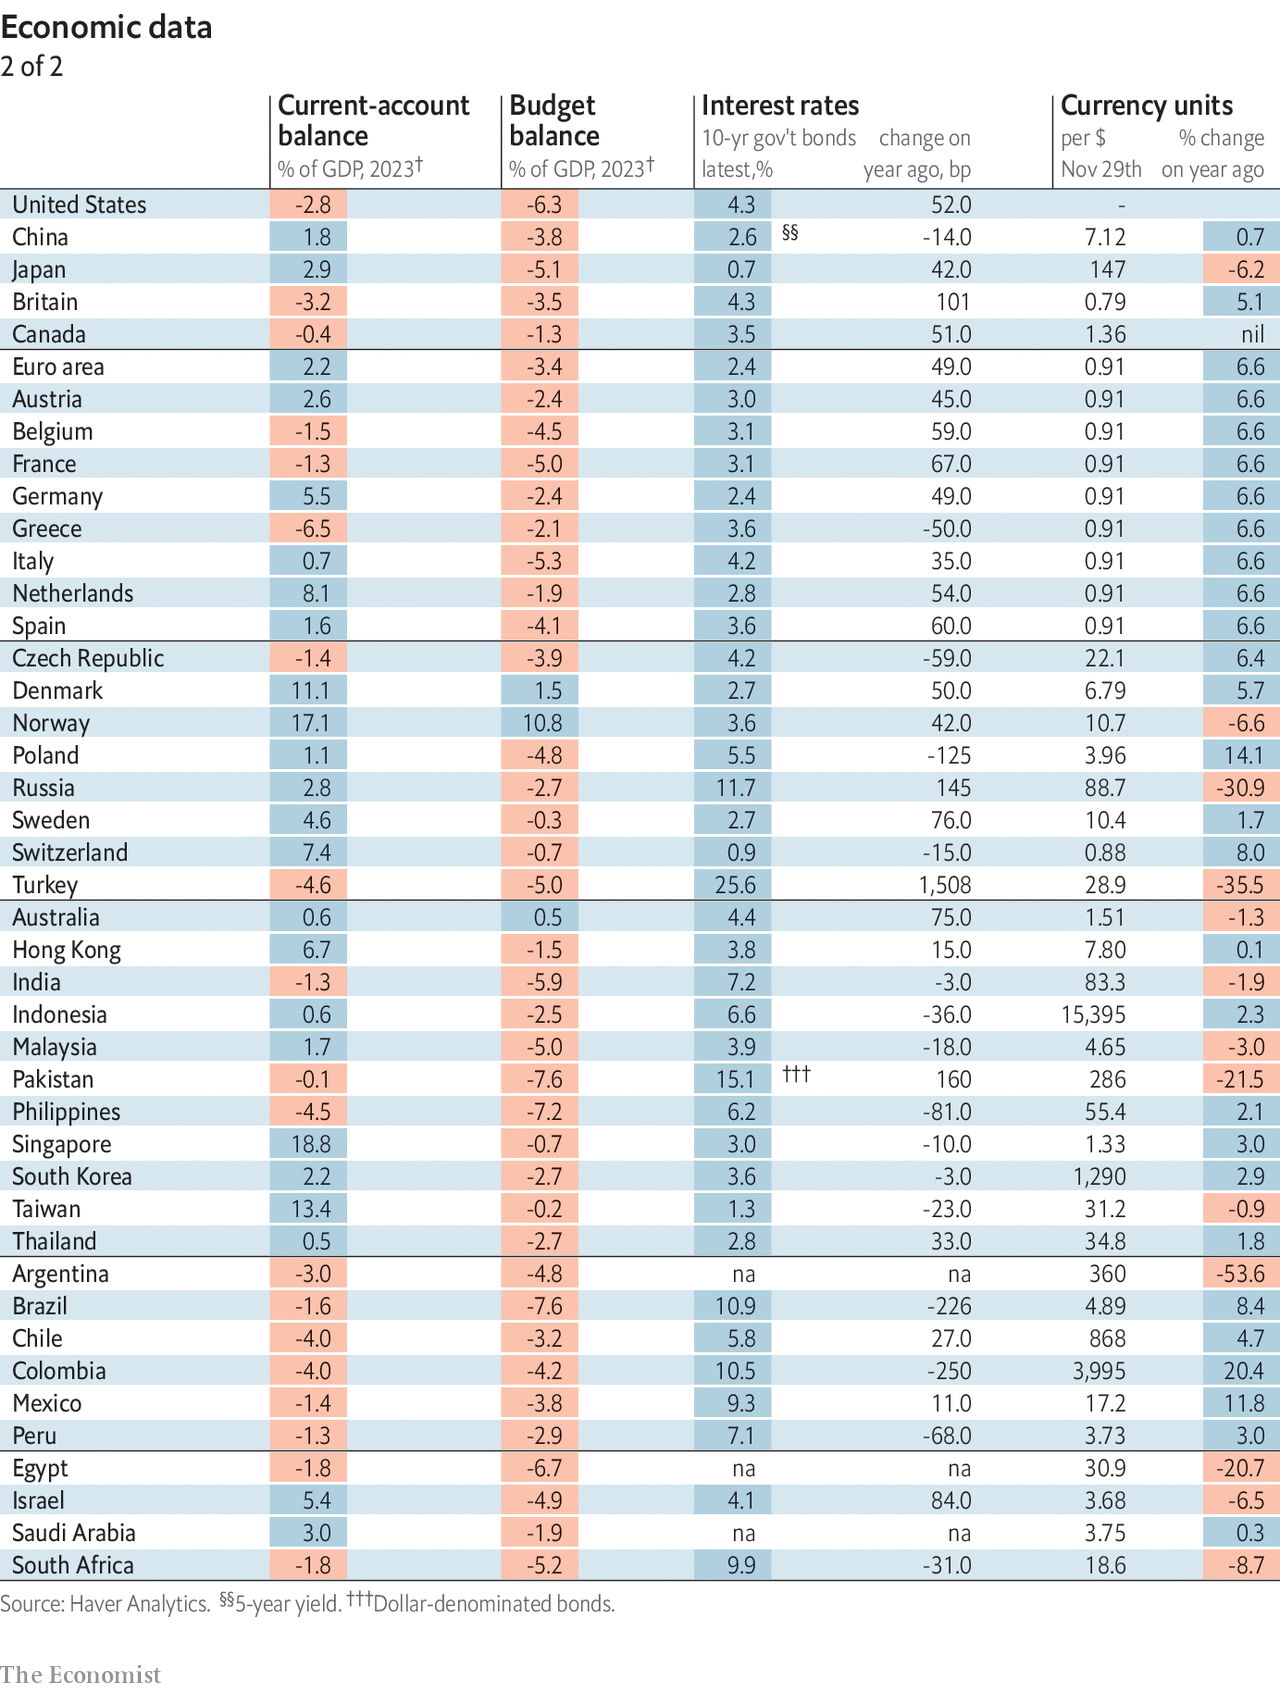 Economic data
2 of 2
Current-account balance % of GDP, 2023† Budget balance % of GDP, 2023† Interest rates 10-yr gov't bonds latest,% change on year ago, bp Currency units per $ Nov 29th % change on year ago
United States -2.8 -6.3 4.3 52.0 -
China 1.8 -3.8 2.6 §§ -14.0 7.12 0.7
Japan 2.9 -5.1 0.7 42.0 147 -6.2
Britain -3.2 -3.5 4.3 101 0.79 5.1
Canada -0.4 -1.3 3.5 51.0 1.36 nil
Euro area 2.2 -3.4 2.4 49.0 0.91 6.6
Austria 2.6 -2.4 3.0 45.0 0.91 6.6
Belgium -1.5 -4.5 3.1 59.0 0.91 6.6
France -1.3 -5.0 3.1 67.0 0.91 6.6
Germany 5.5 -2.4 2.4 49.0 0.91 6.6
Greece -6.5 -2.1 3.6 -50.0 0.91 6.6
Italy 0.7 -5.3 4.2 35.0 0.91 6.6
Netherlands 8.1 -1.9 2.8 54.0 0.91 6.6
Spain 1.6 -4.1 3.6 60.0 0.91 6.6
Czech Republic -1.4 -3.9 4.2 -59.0 22.1 6.4
Denmark 11.1 1.5 2.7 50.0 6.79 5.7
Norway 17.1 10.8 3.6 42.0 10.7 -6.6
Poland 1.1 -4.8 5.5 -125 3.96 14.1
Russia 2.8 -2.7 11.7 145 88.7 -30.9
Sweden 4.6 -0.3 2.7 76.0 10.4 1.7
Switzerland 7.4 -0.7 0.9 -15.0 0.88 8.0
Turkey -4.6 -5.0 25.6 1,508 28.9 -35.5
Australia 0.6 0.5 4.4 75.0 1.51 -1.3
Hong Kong 6.7 -1.5 3.8 15.0 7.80 0.1
India -1.3 -5.9 7.2 -3.0 83.3 -1.9
Indonesia 0.6 -2.5 6.6 -36.0 15,395 2.3
Malaysia 1.7 -5.0 3.9 -18.0 4.65 -3.0
Pakistan -0.1 -7.6 15.1 ††† 160 286 -21.5
Philippines -4.5 -7.2 6.2 -81.0 55.4 2.1
Singapore 18.8 -0.7 3.0 -10.0 1.33 3.0
South Korea 2.2 -2.7 3.6 -3.0 1,290 2.9
Taiwan 13.4 -0.2 1.3 -23.0 31.2 -0.9
Thailand 0.5 -2.7 2.8 33.0 34.8 1.8
Argentina -3.0 -4.8 na na 360 -53.6
Brazil -1.6 -7.6 10.9 -226 4.89 8.4
Chile -4.0 -3.2 5.8 27.0 868 4.7
Colombia -4.0 -4.2 10.5 -250 3,995 20.4
Mexico -1.4 -3.8 9.3 11.0 17.2 11.8
Peru -1.3 -2.9 7.1 -68.0 3.73 3.0
Egypt -1.8 -6.7 na na 30.9 -20.7
Israel 5.4 -4.9 4.1 84.0 3.68 -6.5
Saudi Arabia 3.0 -1.9 na na 3.75 0.3
South Africa -1.8 -5.2 9.9 -31.0 18.6 -8.7
Source: Haver Analytics. §§5-year yield. †††Dollar-denominated bonds.
The Economist